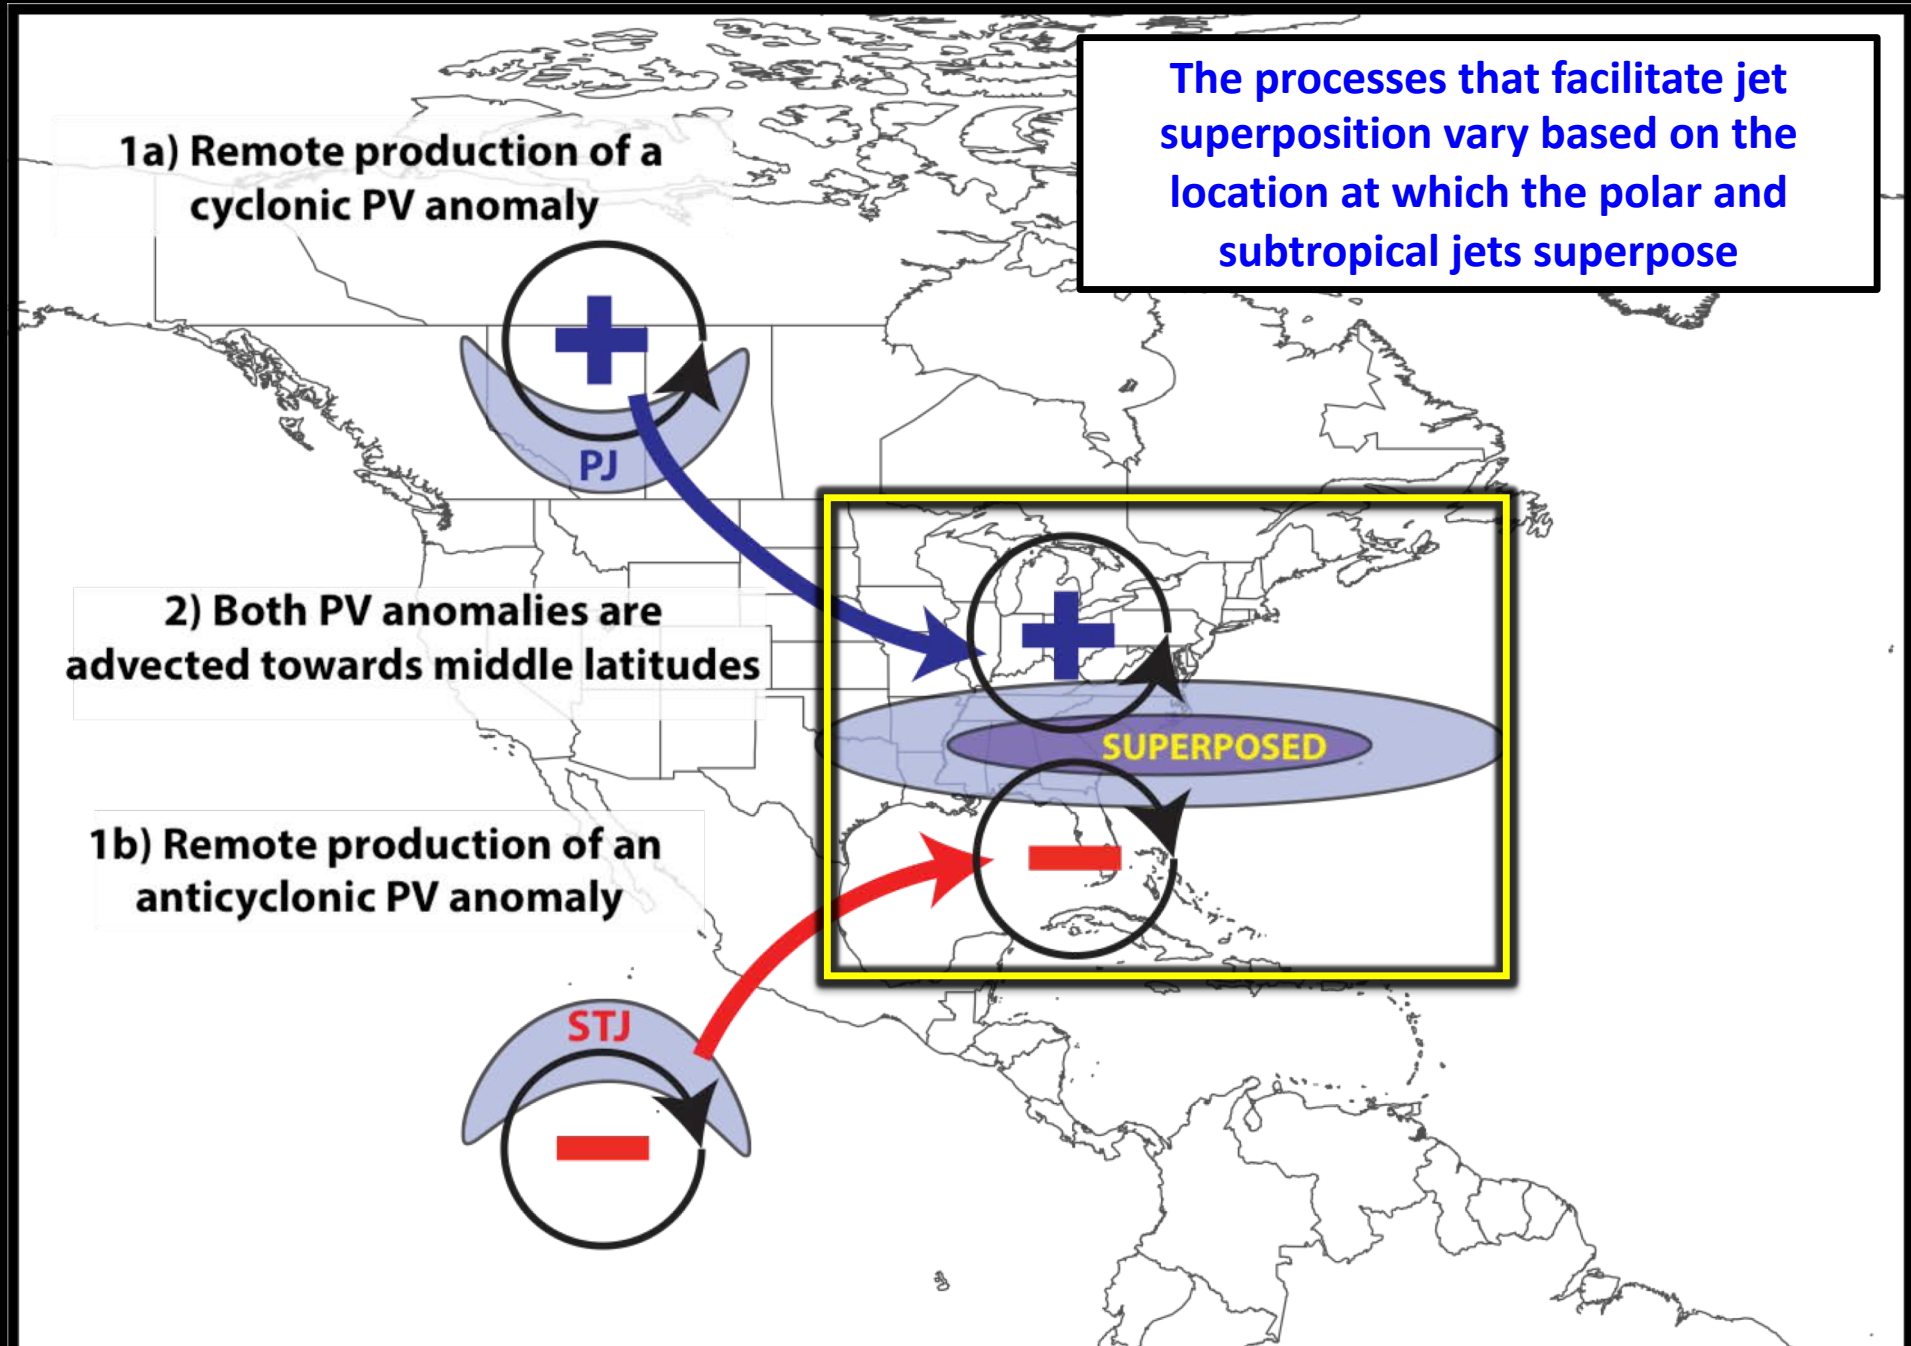 The processes that facilitate jet
superposition vary based on the
location at which the polar and
subtropical jets superpose
1a) Remote production of a
cyclonic PV anomaly
PJ
2) Both PV anomalies are
advected towards middle latitudes
SUPERPOSED
1b) Remote production of an
anticyclonic PV anomaly
STJ